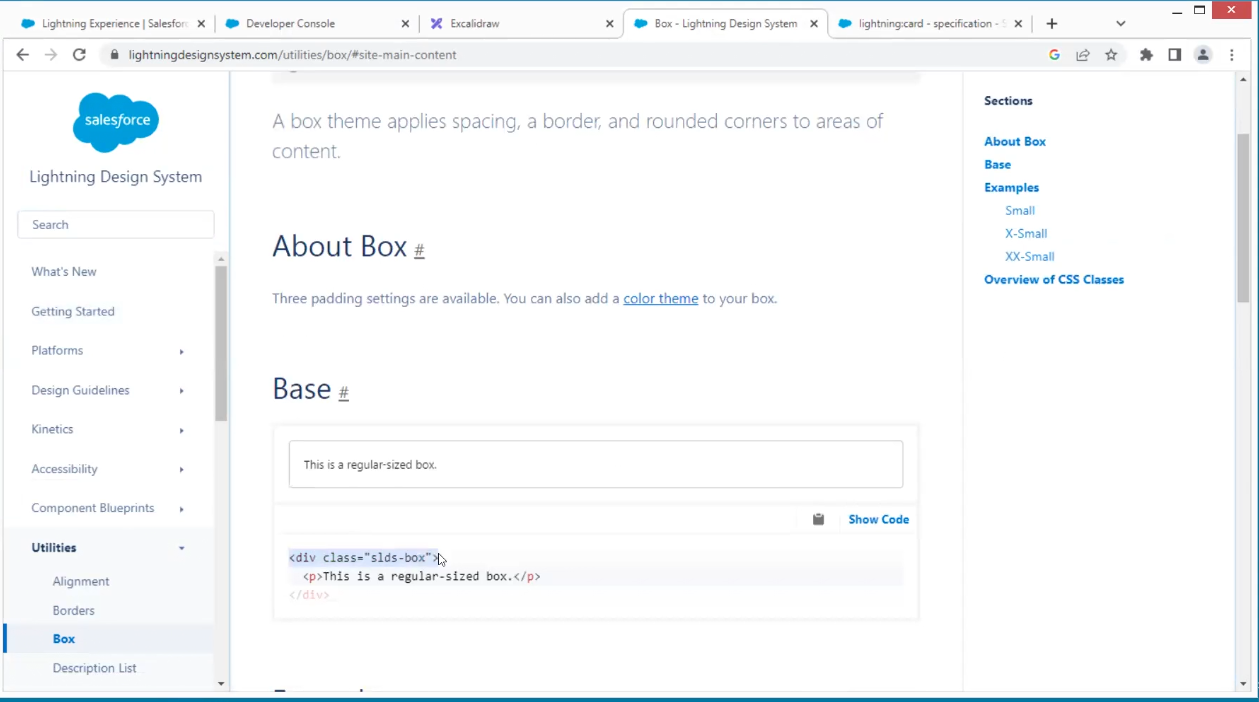 Lightning Experience | Salesfor
Developer Console
Excalidraw
Box - Lightning Design System
lightning:card - specification - S
lightningdesignsystem.com/utilities/box/#site-main-content
salesforce
Lightning Design System
Search
What's New
Getting Started
Platforms
Design Guidelines
Kinetics
Accessibility
Component Blueprints
Utilities
Alignment
Borders
Box
Description List
A box theme applies spacing, a border, and rounded corners to areas of
content.
About Box #
Three padding settings are available. You can also add a color theme to your box.
Base #
This is a regular-sized box.
Show Code
<div class="slds-box">
<p>This is a regular-sized box.</p>
</div>
Sections
About Box
Base
Examples
Small
X-Small
XX-Small
Overview of CSS Classes